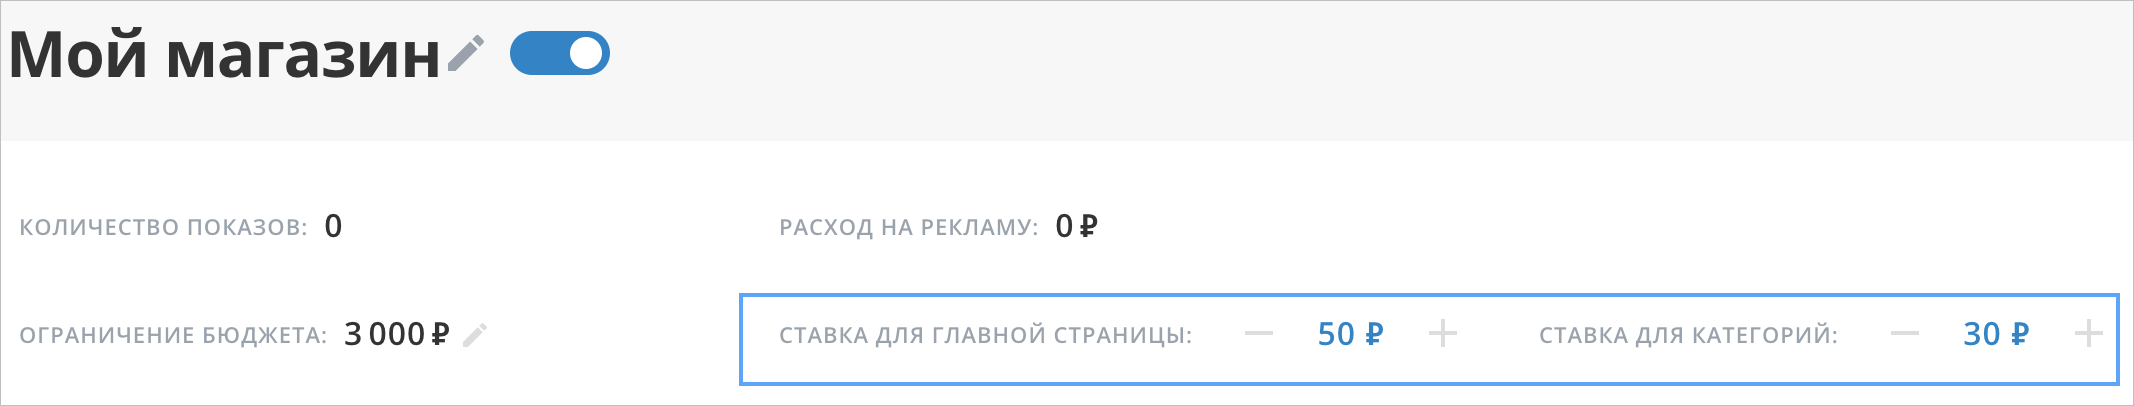 Мой магазин
КОЛИЧЕСТВО ПОКАЗОВ: 0 РАСХОД НА РЕКЛАМУ: 0 ₽
ОГРАНИЧЕНИЕ БЮДЖЕТА: 3 000 ₽ СТАВКА ДЛЯ ГЛАВНОЙ СТРАНИЦЫ: — 50 ₽ + СТАВКА ДЛЯ КАТЕГОРИЙ: — 30 ₽ +